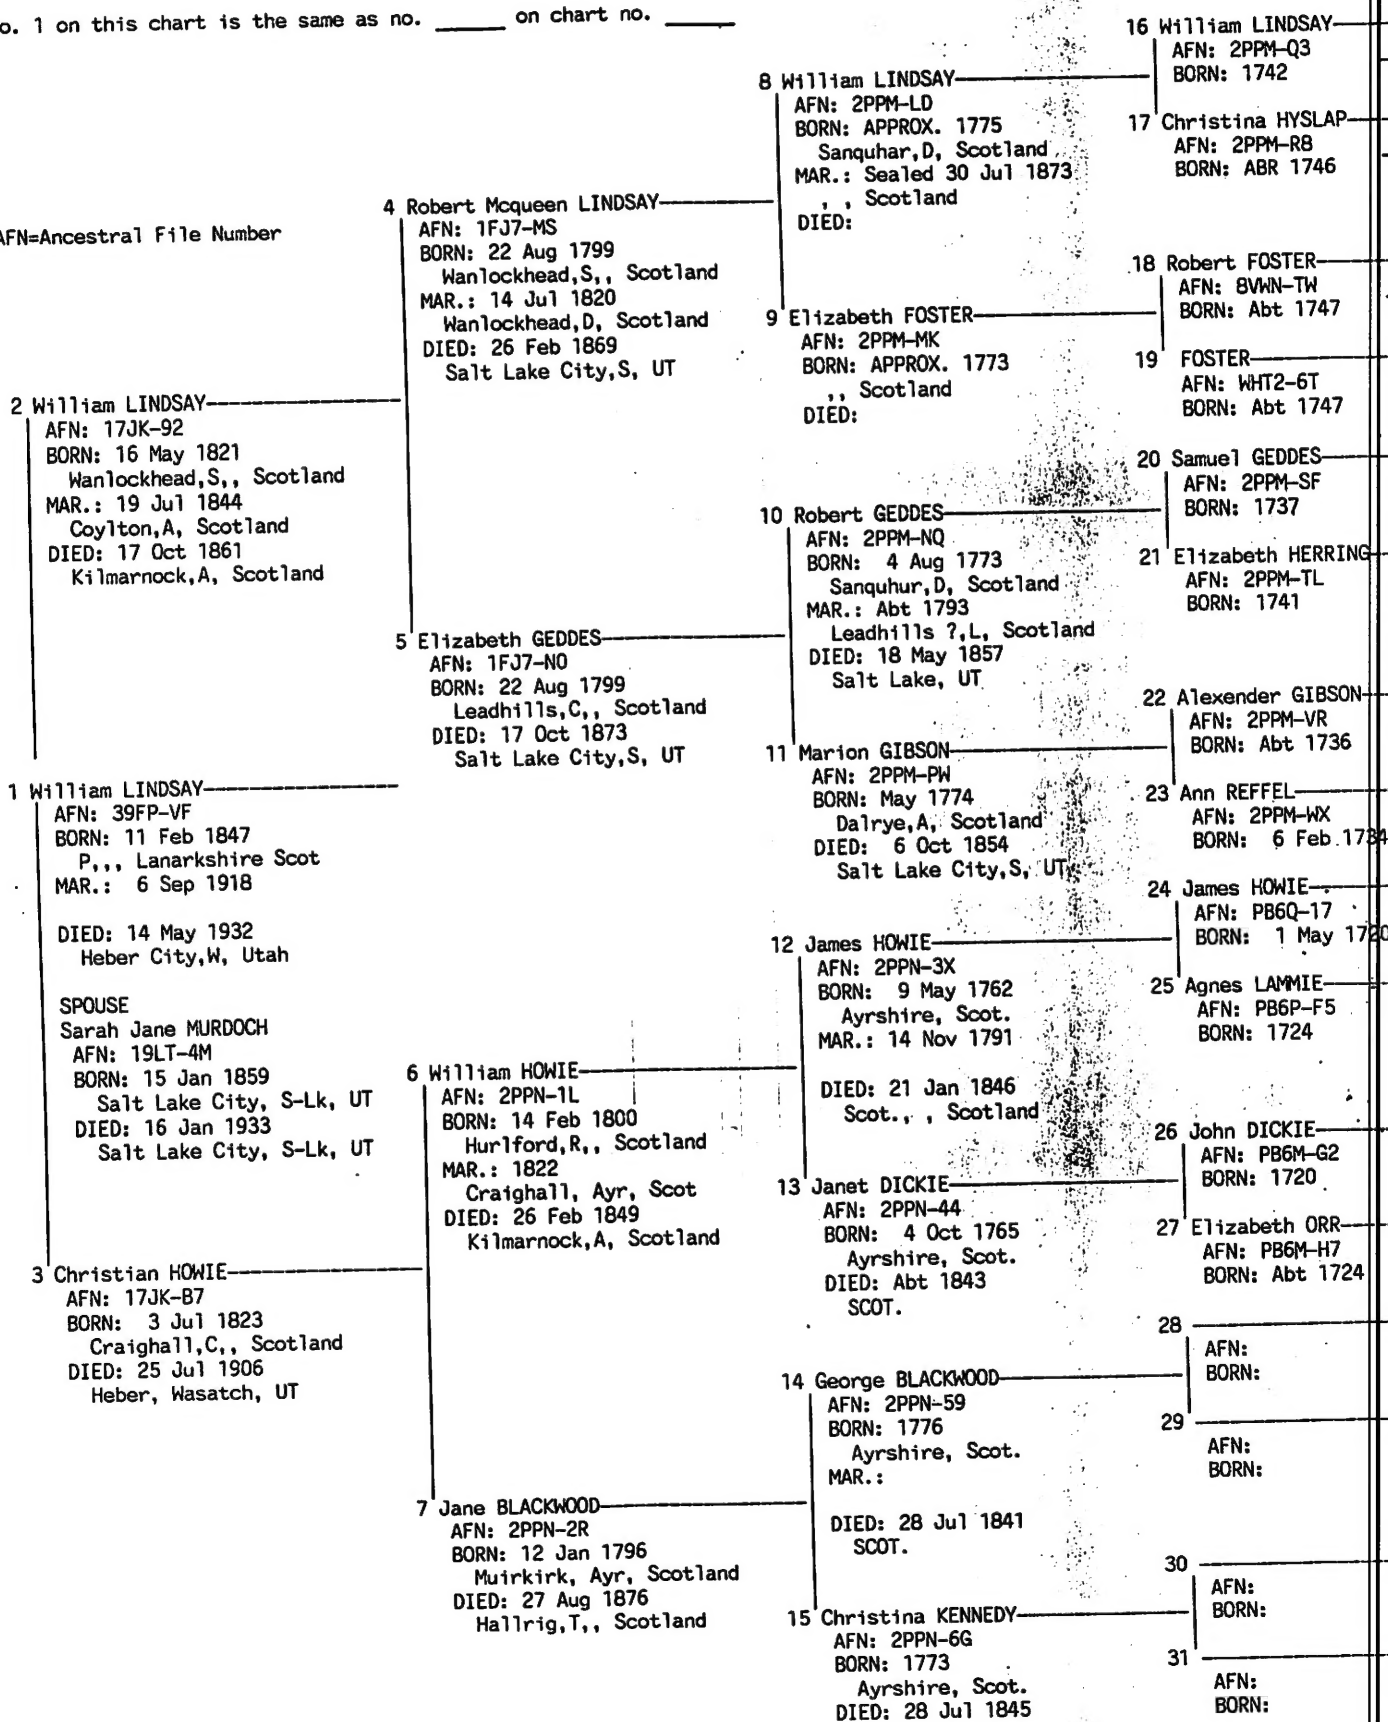 o. 1 on this chart is the same as no. ______ on chart no. ______
AFN=Ancestral File Number
2 William LINDSAY
AFN: 17JK-92
BORN: 16 May 1821
Wanlockhead,S,, Scotland
MAR.: 19 Jul 1844
Coylton,A, Scotland
DIED: 17 Oct 1861
Kilmarnock,A, Scotland
1 William LINDSAY
AFN: 39FP-VF
BORN: 11 Feb 1847
P,,, Lanarkshire Scot
MAR.: 6 Sep 1918
DIED: 14 May 1932
Heber City,W, Utah
SPOUSE
Sarah Jane MURDOCH
AFN: 19LT-4M
BORN: 15 Jan 1859
Salt Lake City, S-Lk, UT
DIED: 16 Jan 1933
Salt Lake City, S-Lk, UT
3 Christian HOWIE
AFN: 17JK-B7
BORN: 3 Jul 1823
Craighall,C,, Scotland
DIED: 25 Jul 1906
Heber, Wasatch, UT
4 Robert Mcqueen LINDSAY
AFN: 1FJ7-MS
BORN: 22 Aug 1799
Wanlockhead,S,, Scotland
MAR.: 14 Jul 1820
Wanlockhead,D, Scotland
DIED: 26 Feb 1869
Salt Lake City,S, UT
5 Elizabeth GEDDES
AFN: 1FJ7-N0
BORN: 22 Aug 1799
Leadhills,C,, Scotland
DIED: 17 Oct 1873
Salt Lake City,S, UT
6 William HOWIE
AFN: 2PPN-1L
BORN: 14 Feb 1800
Hurlford,R,, Scotland
MAR.: 1822
Craighall, Ayr, Scot
DIED: 26 Feb 1849
Kilmarnock,A, Scotland
7 Jane BLACKWOOD
AFN: 2PPN-2R
BORN: 12 Jan 1796
Muirkirk, Ayr, Scotland
DIED: 27 Aug 1876
Hallrig,T,, Scotland
8 William LINDSAY
AFN: 2PPM-LD
BORN: APPROX. 1775
Sanquhar,D, Scotland
MAR.: Sealed 30 Jul 1873
, , Scotland
DIED:
9 Elizabeth FOSTER
AFN: 2PPM-MK
BORN: APPROX. 1773
,, Scotland
DIED:
10 Robert GEDDES
AFN: 2PPM-NQ
BORN: 4 Aug 1773
Sanquhur,D, Scotland
MAR.: Abt 1793
Leadhills ?,L, Scotland
DIED: 18 May 1857
Salt Lake, UT
11 Marion GIBSON
AFN: 2PPM-PW
BORN: May 1774
Dalrye,A, Scotland
DIED: 6 Oct 1854
Salt Lake City,S, UT
12 James HOWIE
AFN: 2PPN-3X
BORN: 9 May 1762
Ayrshire, Scot.
MAR.: 14 Nov 1791
DIED: 21 Jan 1846
Scot., , Scotland
13 Janet DICKIE
AFN: 2PPN-44
BORN: 4 Oct 1765
Ayrshire, Scot.
DIED: Abt 1843
SCOT.
14 George BLACKWOOD
AFN: 2PPN-59
BORN: 1776
Ayrshire, Scot.
MAR.:
DIED: 28 Jul 1841
SCOT.
15 Christina KENNEDY
AFN: 2PPN-6G
BORN: 1773
Ayrshire, Scot.
DIED: 28 Jul 1845
16 William LINDSAY
AFN: 2PPM-Q3
BORN: 1742
17 Christina HYSLAP
AFN: 2PPM-R8
BORN: ABR 1746
18 Robert FOSTER
AFN: 8VWN-TW
BORN: Abt 1747
19 FOSTER
AFN: WHT2-6T
BORN: Abt 1747
20 Samuel GEDDES
AFN: 2PPM-SF
BORN: 1737
21 Elizabeth HERRING
AFN: 2PPM-TL
BORN: 1741
22 Alexender GIBSON
AFN: 2PPM-VR
BORN: Abt 1736
23 Ann REFFEL
AFN: 2PPM-WX
BORN: 6 Feb 1734
24 James HOWIE
AFN: PB6Q-17
BORN: 1 May 1720
25 Agnes LAMMIE
AFN: PB6P-F5
BORN: 1724
26 John DICKIE
AFN: PB6M-G2
BORN: 1720
27 Elizabeth ORR
AFN: PB6M-H7
BORN: Abt 1724
28
AFN:
BORN:
29
AFN:
BORN:
30
AFN:
BORN:
31
AFN:
BORN: